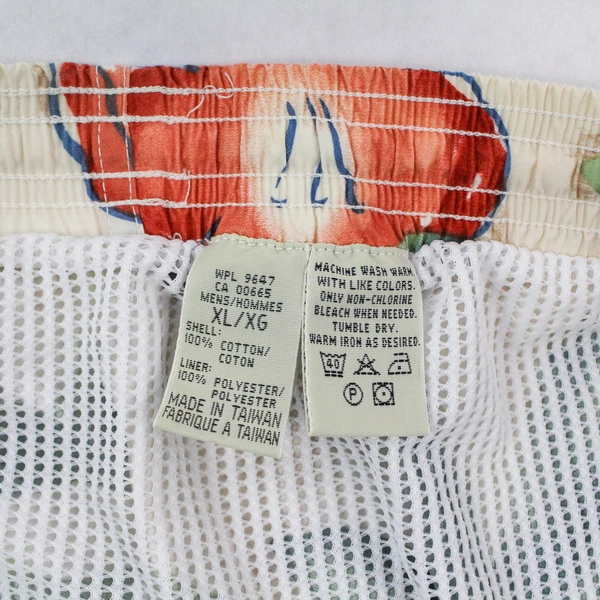 WPL 9647
CA 00665
MENS/HOMMES
XL/XG
SHELL:
100% COTTON/
COTON
LINER:
100% POLYESTER/
POLYESTER
MADE IN TAIWAN
FABRIQUE A TAIWAN
MACHINE WASH WARM.
WITH LIKE COLORS.
ONLY NON-CHLORINE
BLEACH WHEN NEEDED.
TUMBLE DRY.
WARM IRON AS DESIRED.
40
P